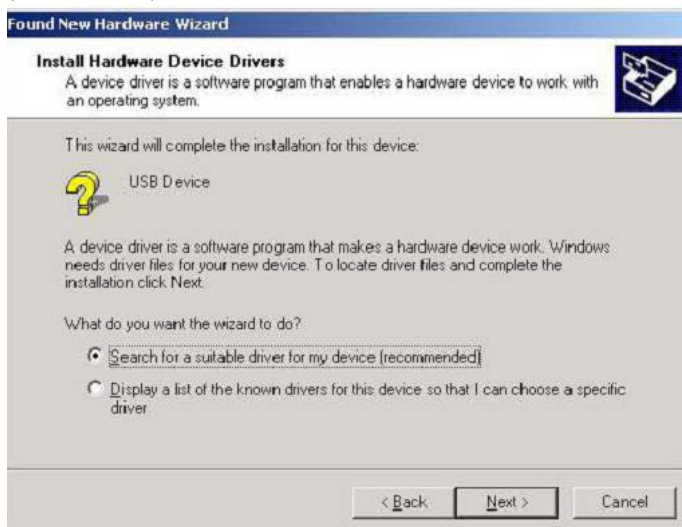 Found New Hardware Wizard
Install Hardware Device Drivers
A device driver is a software program that enables a hardware device to work with
an operating system.
This wizard will complete the installation for this device:
USB Device
A device driver is a software program that makes a hardware device work. Windows
needs driver files for your new device. To locate driver files and complete the
installation click Next.
What do you want the wizard to do?
Search for a suitable driver for my device (recommended)
Display a list of the known drivers for this device so that I can choose a specific
driver
< Back
Next >
Cancel